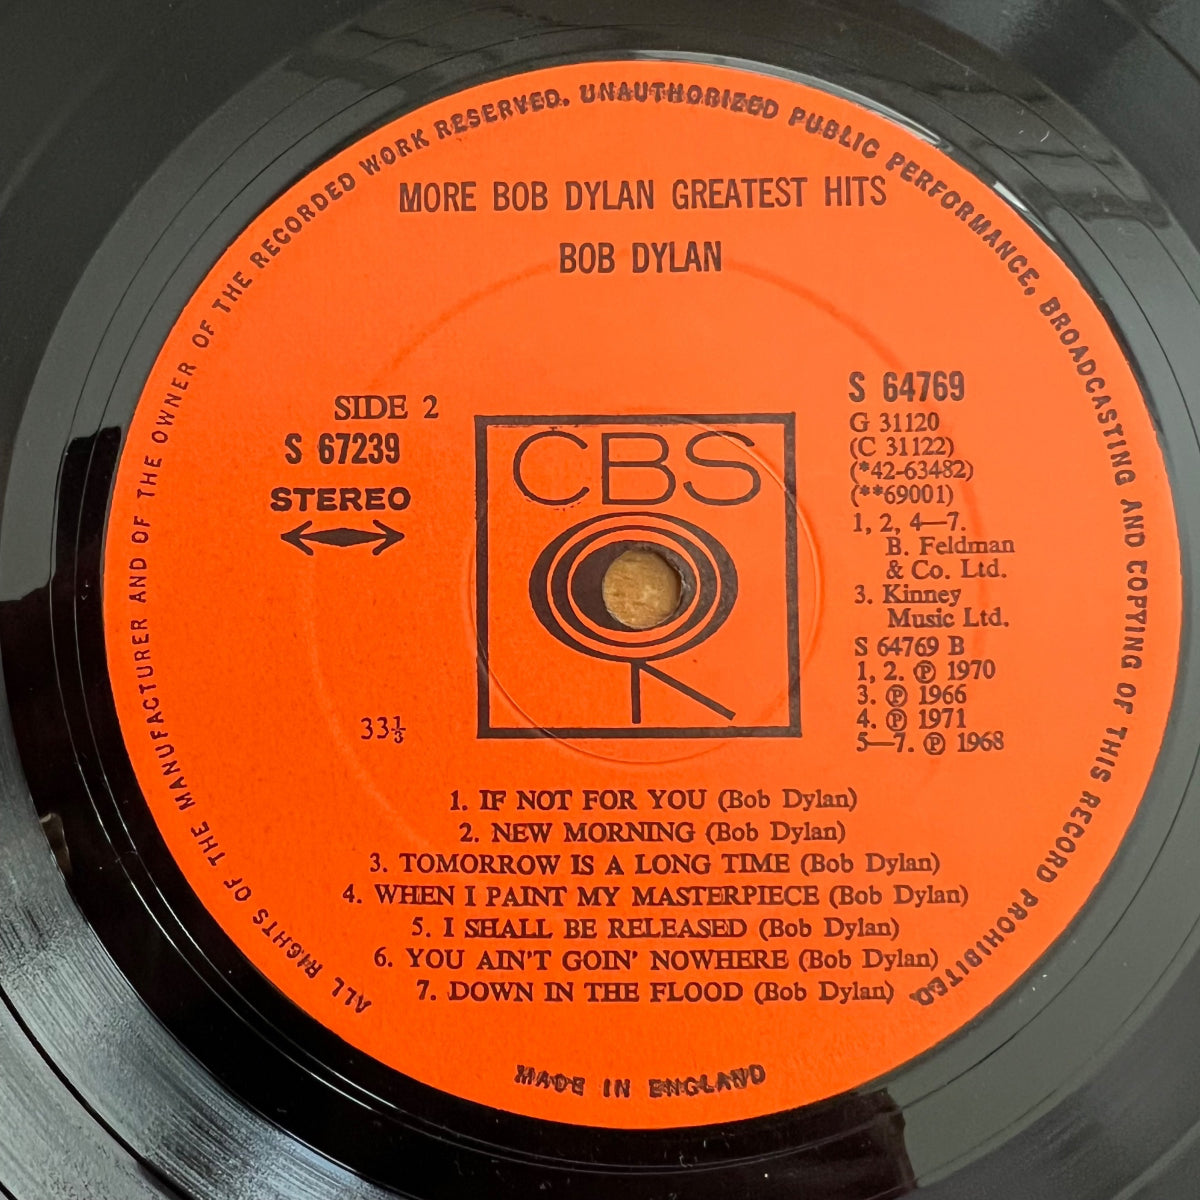 ALL RIGHTS OF THE MANUFACTURER AND OF THE OWNER OF THE RECORDED WORK RESERVED. UNAUTHORIZED PUBLIC PERFORMANCE, BROADCASTING AND COPYING OF THIS RECORD PROHIBITED.
MORE BOB DYLAN GREATEST HITS
BOB DYLAN
SIDE 2
S 67239
STEREO
33⅓
CBS
S 64769
G 31120
(C 31122)
(*42-63482)
(**69001)
1, 2, 4—7.
B. Feldman
& Co. Ltd.
3. Kinney
Music Ltd.
S 64769 B
1, 2. ℗ 1970
3. ℗ 1966
4. ℗ 1971
5—7. ℗ 1968
1. IF NOT FOR YOU (Bob Dylan)
2. NEW MORNING (Bob Dylan)
3. TOMORROW IS A LONG TIME (Bob Dylan)
4. WHEN I PAINT MY MASTERPIECE (Bob Dylan)
5. I SHALL BE RELEASED (Bob Dylan)
6. YOU AIN'T GOIN' NOWHERE (Bob Dylan)
7. DOWN IN THE FLOOD (Bob Dylan)
MADE IN ENGLAND